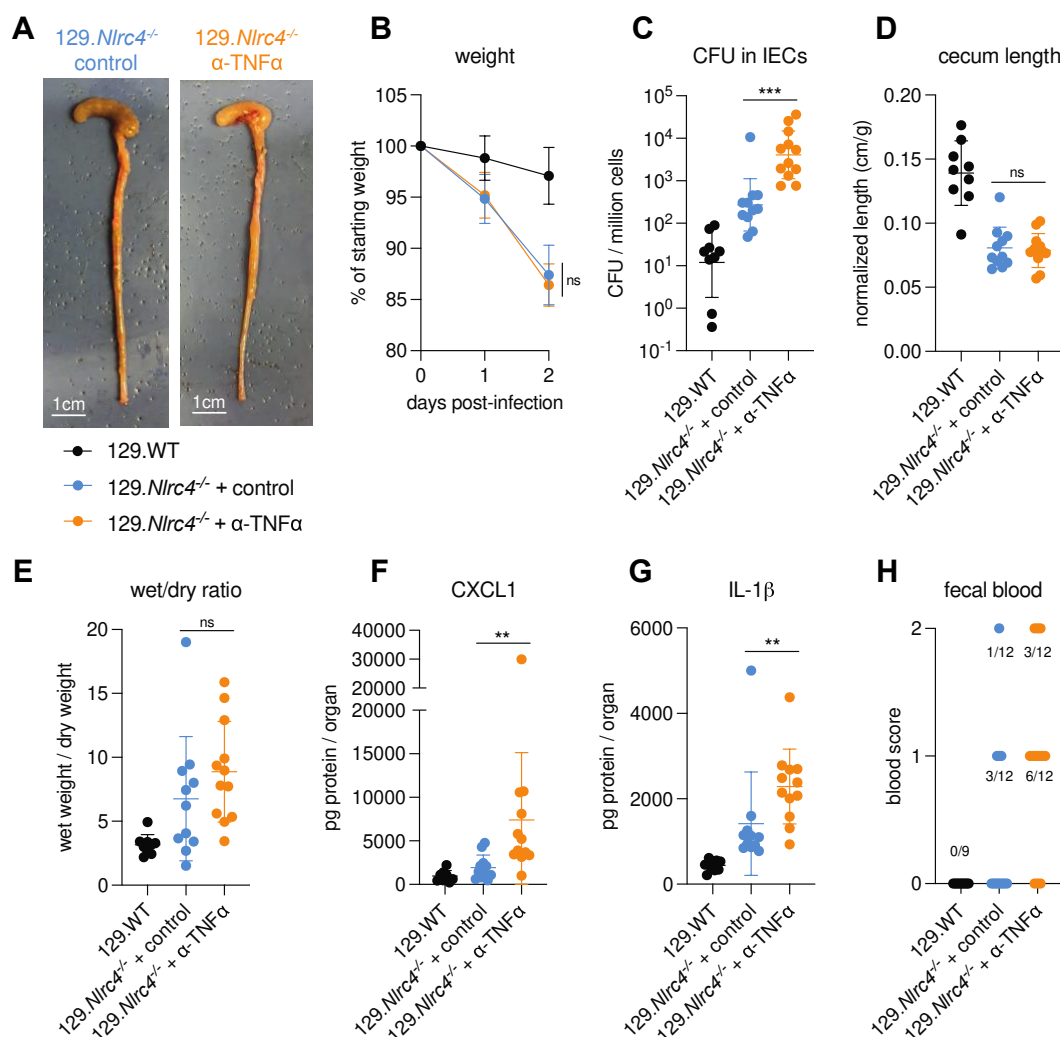 A
129.Nlrc4-/-
control
129.Nlrc4-/-
α-TNFα
1cm
1cm
129.WT
129.Nlrc4-/- + control
129.Nlrc4-/- + α-TNFα
B
weight
% of starting weight
105
100
95
90
85
80
ns
0
1
2
days post-infection
C
CFU in IECs
***
CFU / million cells
10^5
10^4
10^3
10^2
10^1
10^0
10^-1
129.WT
129.Nlrc4-/- + control
129.Nlrc4-/- + α-TNFα
D
cecum length
ns
normalized length (cm/g)
0.20
0.15
0.10
0.05
0.00
129.WT
129.Nlrc4-/- + control
129.Nlrc4-/- + α-TNFα
E
wet/dry ratio
ns
wet weight / dry weight
20
15
10
5
0
129.WT
129.Nlrc4-/- + control
129.Nlrc4-/- + α-TNFα
F
CXCL1
**
pg protein / organ
40000
30000
20000
20000
15000
10000
5000
0
129.WT
129.Nlrc4-/- + control
129.Nlrc4-/- + α-TNFα
G
IL-1β
**
pg protein / organ
6000
4000
2000
0
129.WT
129.Nlrc4-/- + control
129.Nlrc4-/- + α-TNFα
H
fecal blood
blood score
2
1
0
1/12
3/12
3/12
6/12
0/9
129.WT
129.Nlrc4-/- + control
129.Nlrc4-/- + α-TNFα